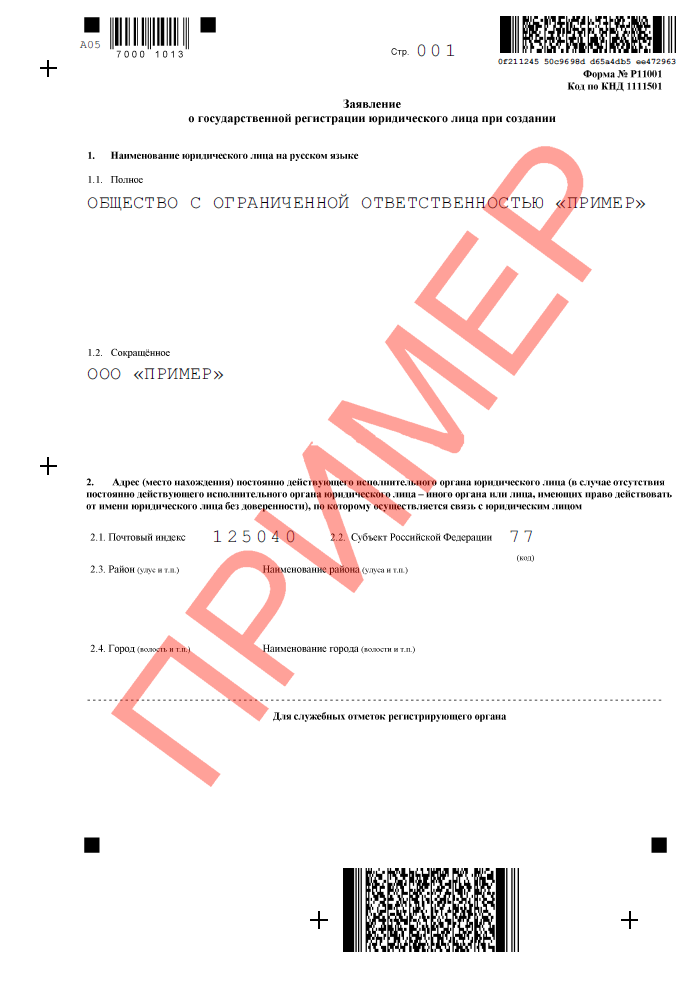 А05
7000 1013
Стр. 001
0f211245 50c9698d d65a4db5 ee472963
Форма № Р11001
Код по КНД 1111501
Заявление
о государственной регистрации юридического лица при создании
1. Наименование юридического лица на русском языке
1.1. Полное
ОБЩЕСТВО С ОГРАНИЧЕННОЙ ОТВЕТСТВЕННОСТЬЮ «ПРИМЕР»
1.2. Сокращённое
ООО «ПРИМЕР»
2. Адрес (место нахождения) постоянно действующего исполнительного органа юридического лица (в случае отсутствия
постоянно действующего исполнительного органа юридического лица – иного органа или лица, имеющих право действовать
от имени юридического лица без доверенности), по которому осуществляется связь с юридическим лицом
2.1. Почтовый индекс 125040 2.2. Субъект Российской Федерации 77
(код)
2.3. Район (улус и т.п.) Наименование района (улуса и т.п.)
2.4. Город (волость и т.п.) Наименование города (волости и т.п.)
Для служебных отметок регистрирующего органа
ПРИМЕР